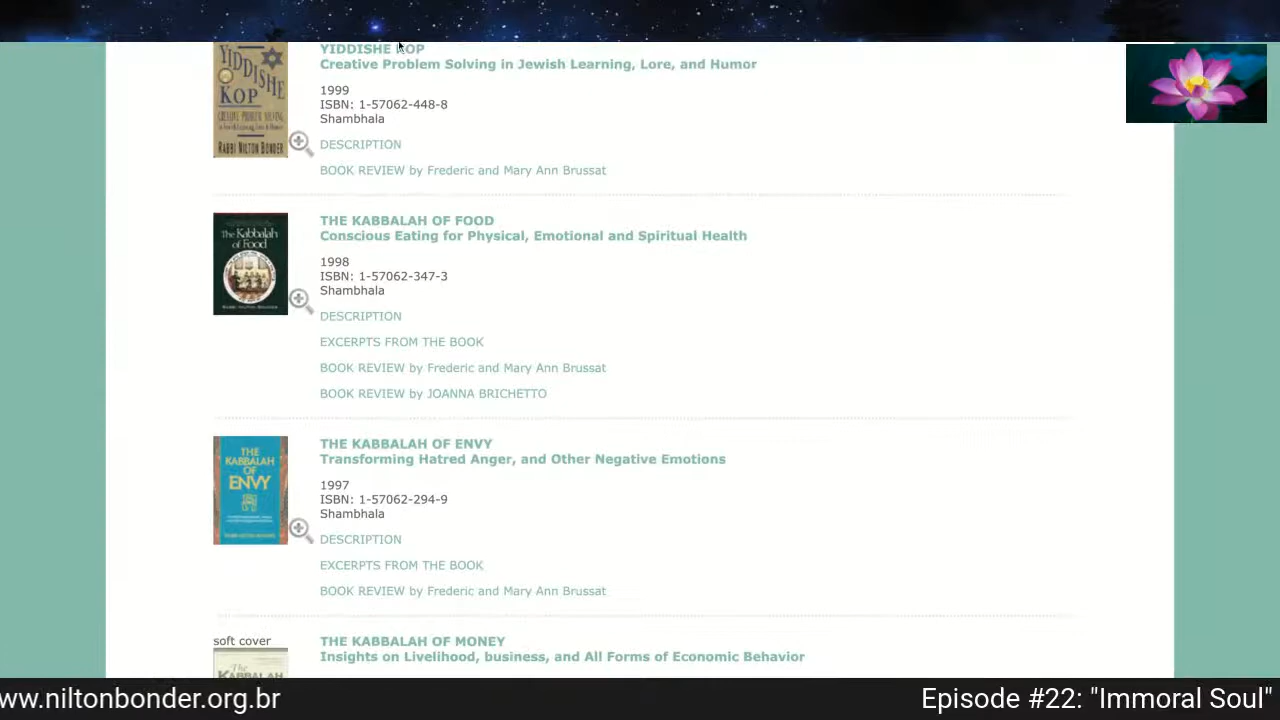 YIDDISHE KOP
Creative Problem Solving in Jewish Learning, Lore, and Humor
YIDDISHE
KOP
CREATIVE PROBLEM SOLVING
RABBI NILTON BONDER
1999
ISBN: 1-57062-448-8
Shambhala
DESCRIPTION
BOOK REVIEW by Frederic and Mary Ann Brussat
The Kabbalah
of Food
THE KABBALAH OF FOOD
Conscious Eating for Physical, Emotional and Spiritual Health
1998
ISBN: 1-57062-347-3
Shambhala
DESCRIPTION
EXCERPTS FROM THE BOOK
BOOK REVIEW by Frederic and Mary Ann Brussat
BOOK REVIEW by JOANNA BRICHETTO
THE
KABBALAH
OF
ENVY
THE KABBALAH OF ENVY
Transforming Hatred Anger, and Other Negative Emotions
1997
ISBN: 1-57062-294-9
Shambhala
DESCRIPTION
EXCERPTS FROM THE BOOK
BOOK REVIEW by Frederic and Mary Ann Brussat
soft cover
The
THE KABBALAH OF MONEY
Insights on Livelihood, business, and All Forms of Economic Behavior
www.niltonbonder.org.br
Episode #22: "Immoral Soul"